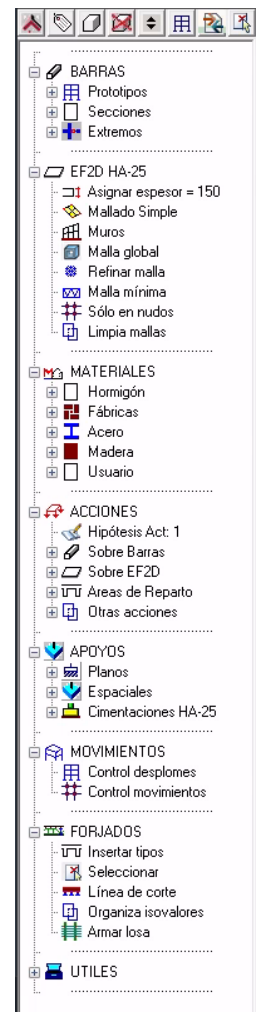 BARRAS
Prototipos
Secciones
Extremos
EF2D HA-25
Asignar espesor = 150
Mallado Simple
Muros
Malla global
Refinar malla
Malla mínima
Sólo en nudos
Limpia mallas
MATERIALES
Hormigón
Fábricas
Acero
Madera
Usuario
ACCIONES
Hipótesis Act: 1
Sobre Barras
Sobre EF2D
Areas de Reparto
Otras acciones
APOYOS
Planos
Espaciales
Cimentaciones HA-25
MOVIMIENTOS
Control desplomes
Control movimientos
FORJADOS
Insertar tipos
Seleccionar
Línea de corte
Organiza isovalores
Armar losa
UTILES